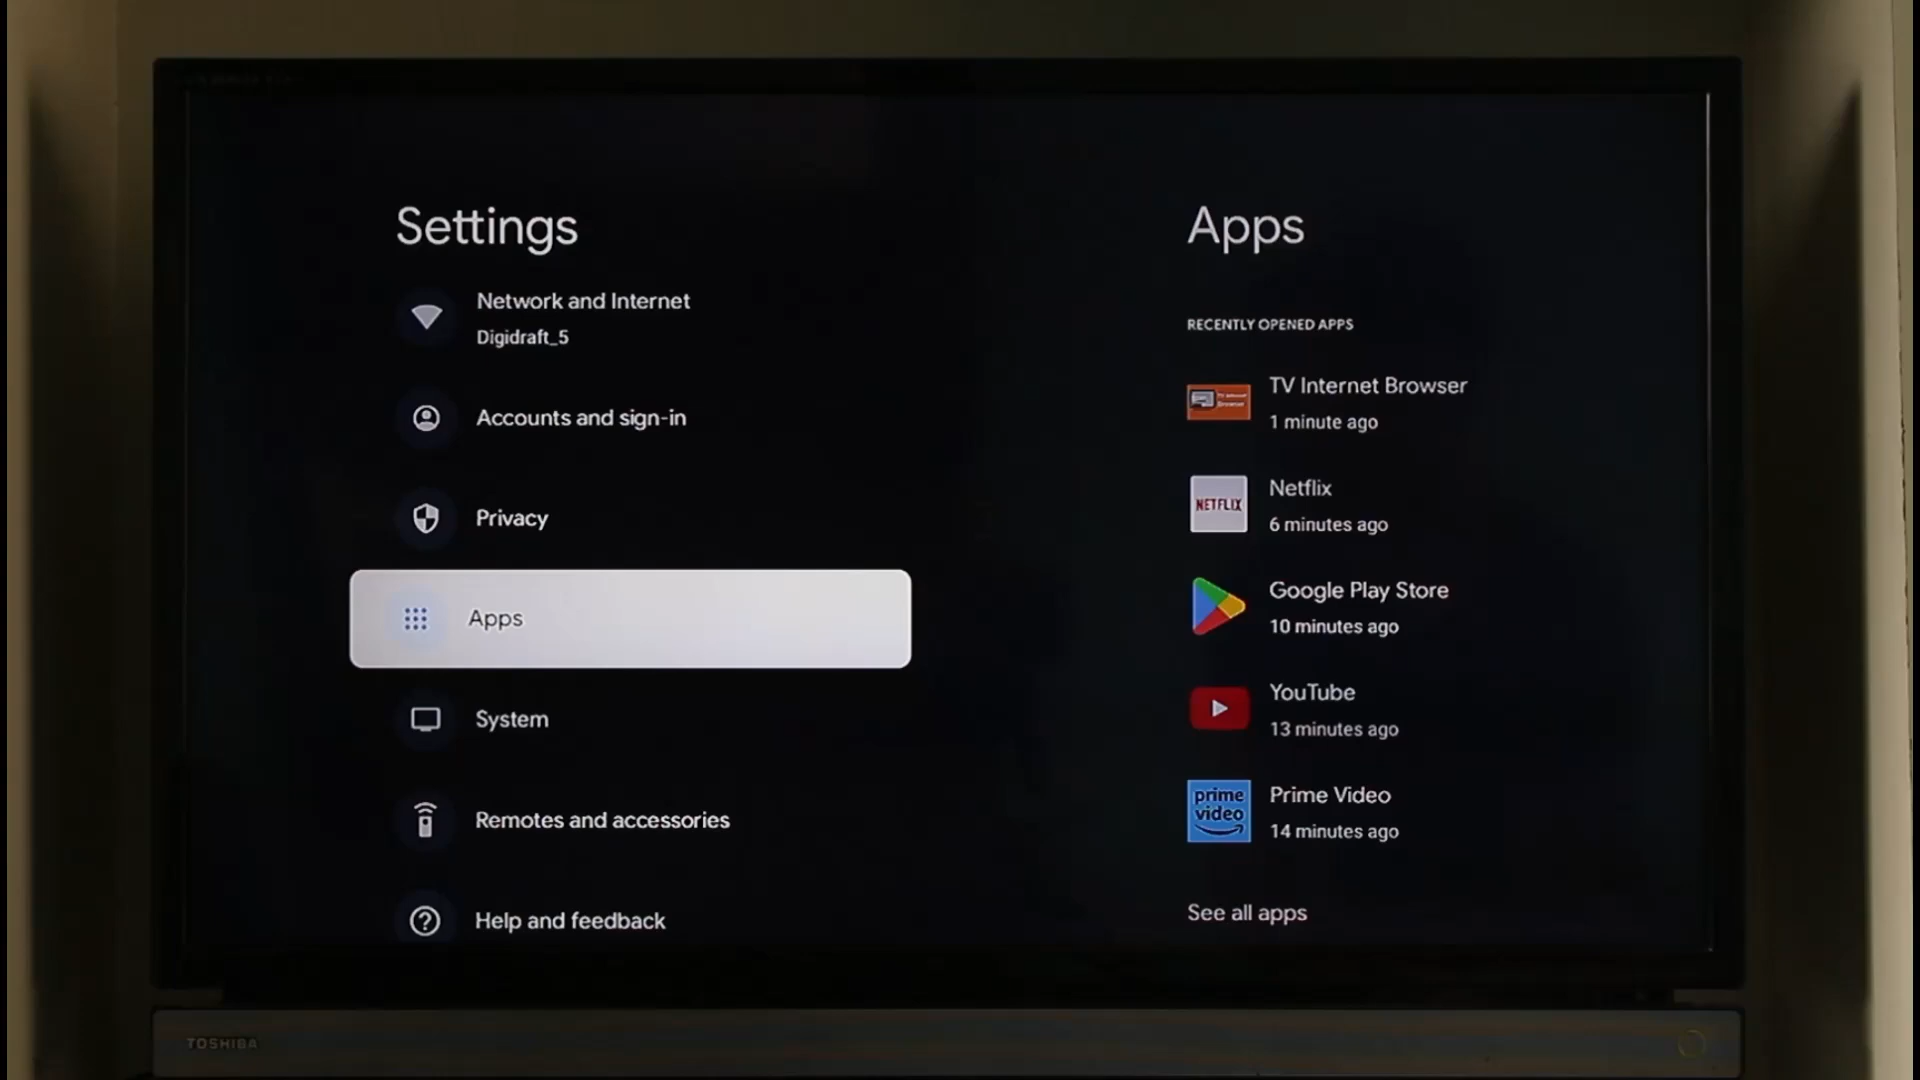 Settings
Network and Internet
Digidraft_5
Accounts and sign-in
Privacy
Apps
System
Remotes and accessories
Help and feedback
Apps
RECENTLY OPENED APPS
TV Internet Browser
1 minute ago
NETFLIX
Netflix
6 minutes ago
Google Play Store
10 minutes ago
YouTube
13 minutes ago
prime
video
Prime Video
14 minutes ago
See all apps
TOSHIBA